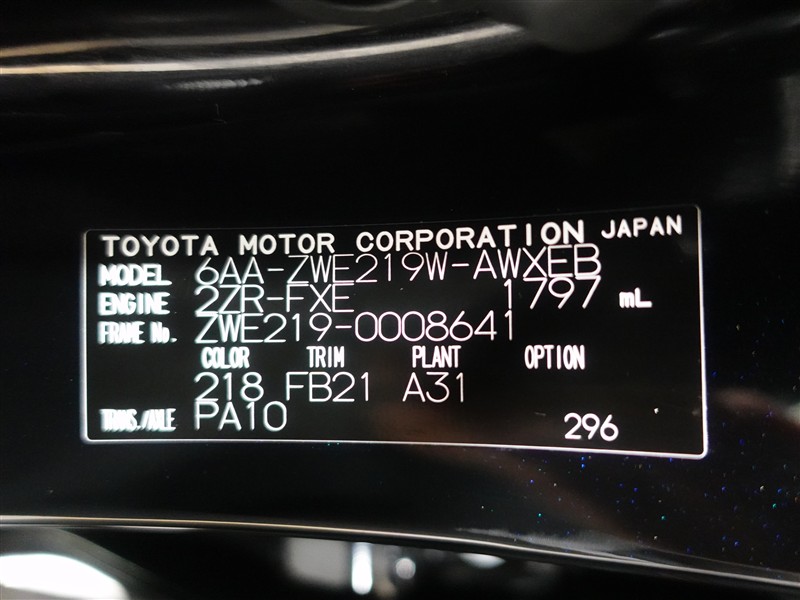 TOYOTA MOTOR CORPORATION JAPAN
MODEL 6AA-ZWE219W-AWXEB
ENGINE 2ZR-FXE 1797 mL
FRAME No. ZWE219-0008641
COLOR TRIM PLANT OPTION
218 FB21 A31
TRANS./AXLE PA10
296